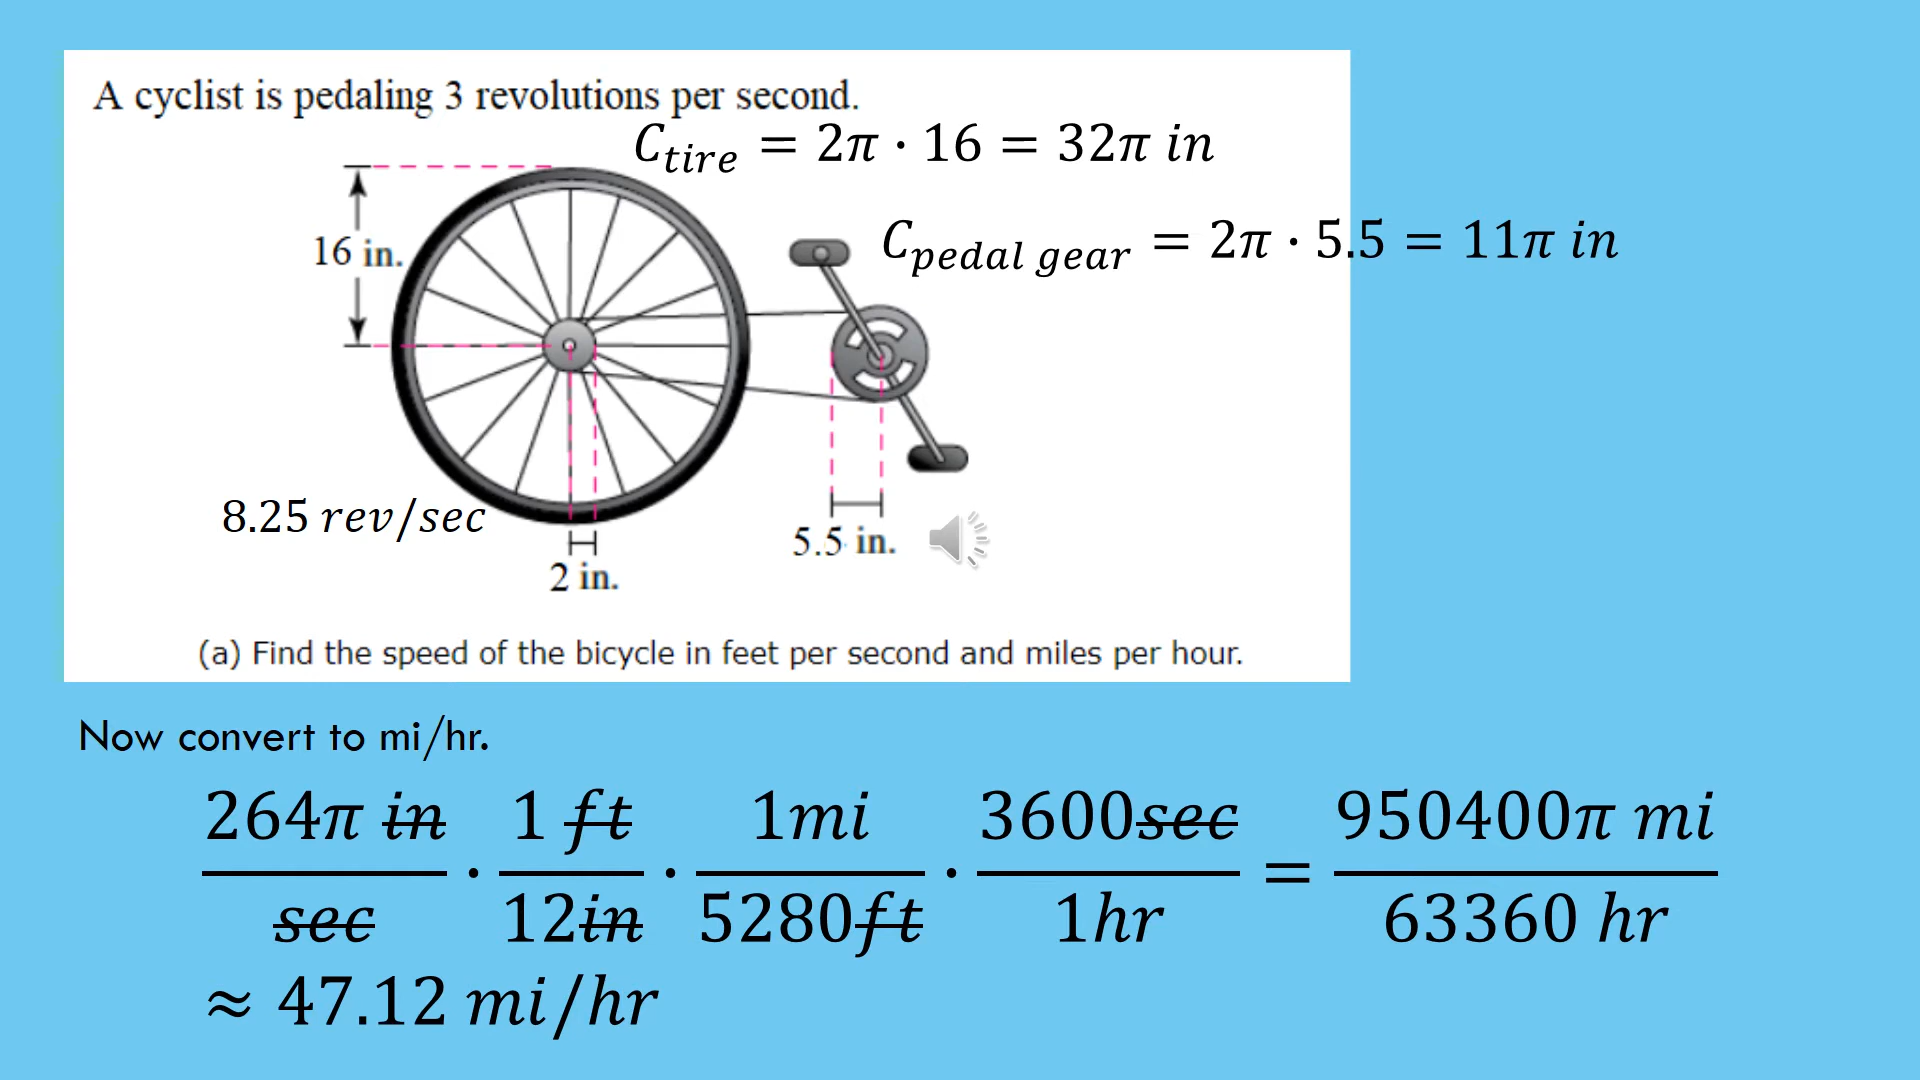 A cyclist is pedaling 3 revolutions per second.
C_tire = 2π · 16 = 32π in
C_pedal gear = 2π · 5.5 = 11π in
16 in.
8.25 rev/sec
5.5 in.
2 in.
(a) Find the speed of the bicycle in feet per second and miles per hour.
Now convert to mi/hr.
264π in/sec · 1 ft/12in · 1mi/5280ft · 3600sec/1hr = 950400π mi/63360 hr
≈ 47.12 mi/hr